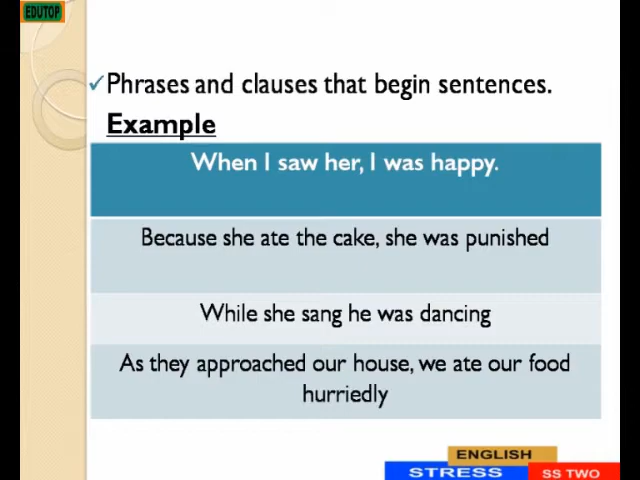 EDUTOP
✓Phrases and clauses that begin sentences.
Example
When I saw her, I was happy.
Because she ate the cake, she was punished
While she sang he was dancing
As they approached our house, we ate our food
hurriedly
ENGLISH
STRESS
SS TWO